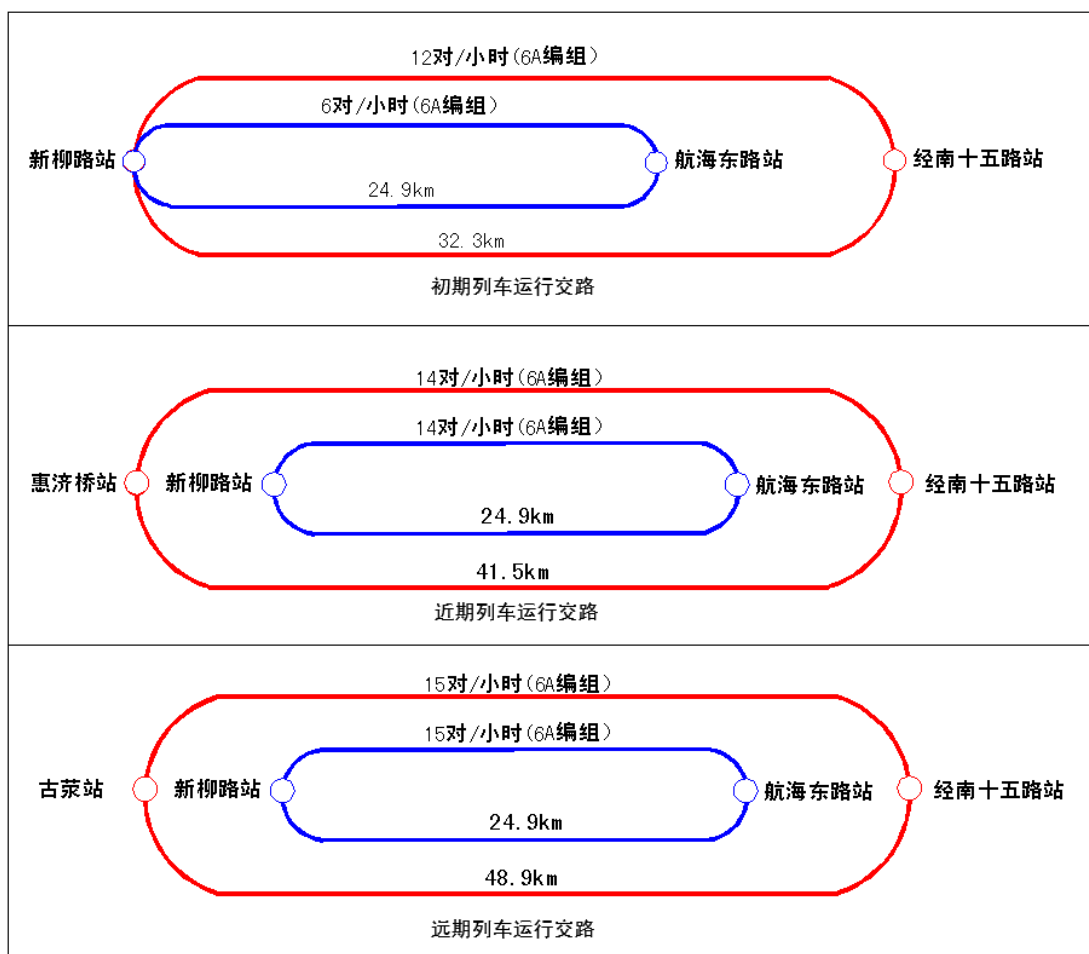 12对/小时(6A编组)
6对/小时(6A编组)
新柳路站
航海东路站
经南十五路站
24.9km
32.3km
初期列车运行交路
14对/小时(6A编组)
14对/小时(6A编组)
惠济桥站
新柳路站
航海东路站
经南十五路站
24.9km
41.5km
近期列车运行交路
15对/小时(6A编组)
15对/小时(6A编组)
古荥站
新柳路站
航海东路站
经南十五路站
24.9km
48.9km
远期列车运行交路